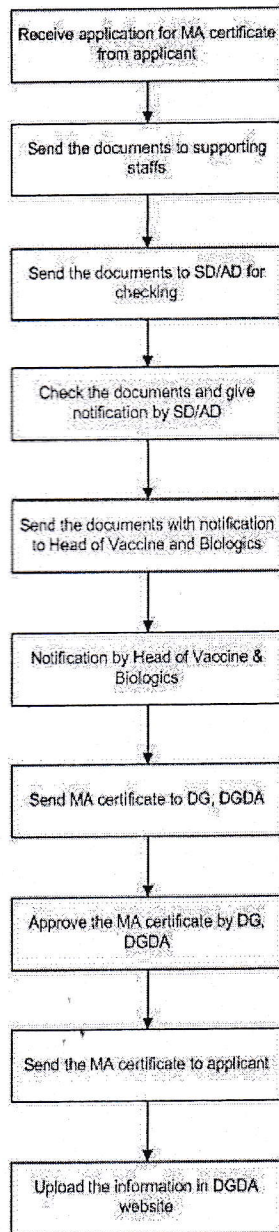 Receive application for MA certificate
from applicant
Send the documents to supporting
staffs
Send the documents to SD/AD for
checking
Check the documents and give
notification by SD/AD
Send the documents with notification
to Head of Vaccine and Biologics
Notification by Head of Vaccine &
Biologics
Send MA certificate to DG, DGDA
Approve the MA certificate by DG,
DGDA
Send the MA certificate to applicant
Upload the information in DGDA
website